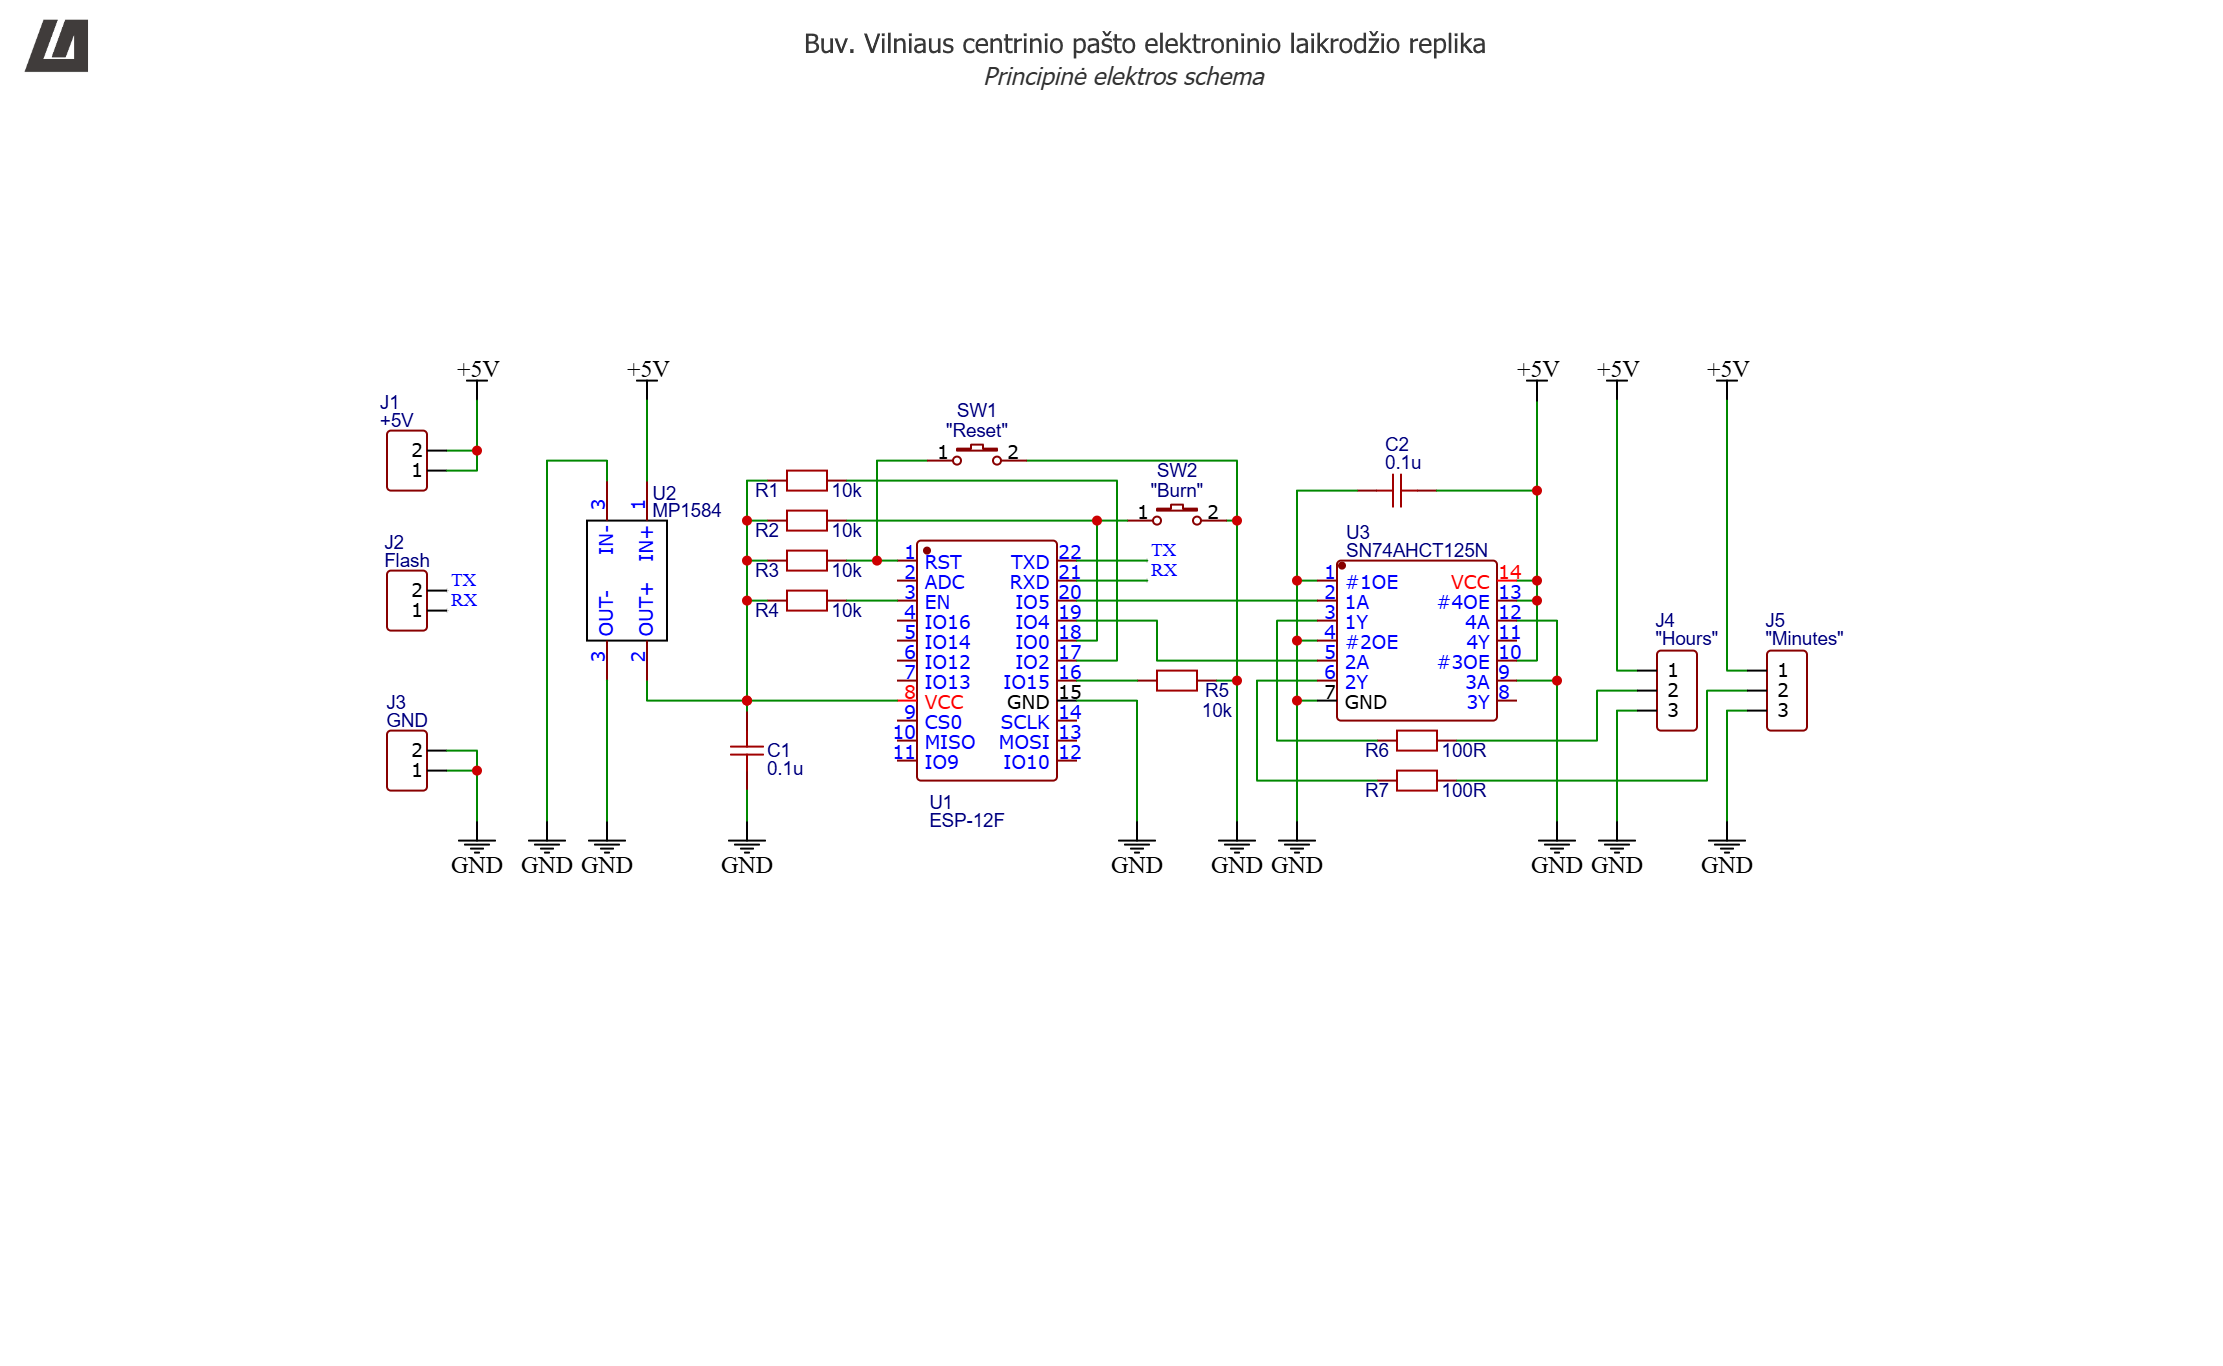 Buv. Vilniaus centrinio pašto elektroninio laikrodžio replika
Principinė elektros schema
+5V
+5V
+5V
+5V
+5V
J1
+5V
2
1
J2
Flash
2
1
TX
RX
J3
GND
2
1
U2
MP1584
3
1
IN-
IN+
OUT-
OUT+
3
2
SW1
"Reset"
1
2
SW2
"Burn"
1
2
R1
10k
R2
10k
R3
10k
R4
10k
C1
0.1u
1 RST
2 ADC
3 EN
4 IO16
5 IO14
6 IO12
7 IO13
8 VCC
9 CS0
10 MISO
11 IO9
TXD 22
RXD 21
IO5 20
IO4 19
IO0 18
IO2 17
IO15 16
GND 15
SCLK 14
MOSI 13
IO10 12
U1
ESP-12F
TX
RX
R5
10k
C2
0.1u
U3
SN74AHCT125N
1 #1OE
2 1A
3 1Y
4 #2OE
5 2A
6 2Y
7 GND
VCC 14
#4OE 13
4A 12
4Y 11
#3OE 10
3A 9
3Y 8
R6
100R
R7
100R
J4
"Hours"
1
2
3
J5
"Minutes"
1
2
3
GND
GND
GND
GND
GND
GND
GND
GND
GND
GND